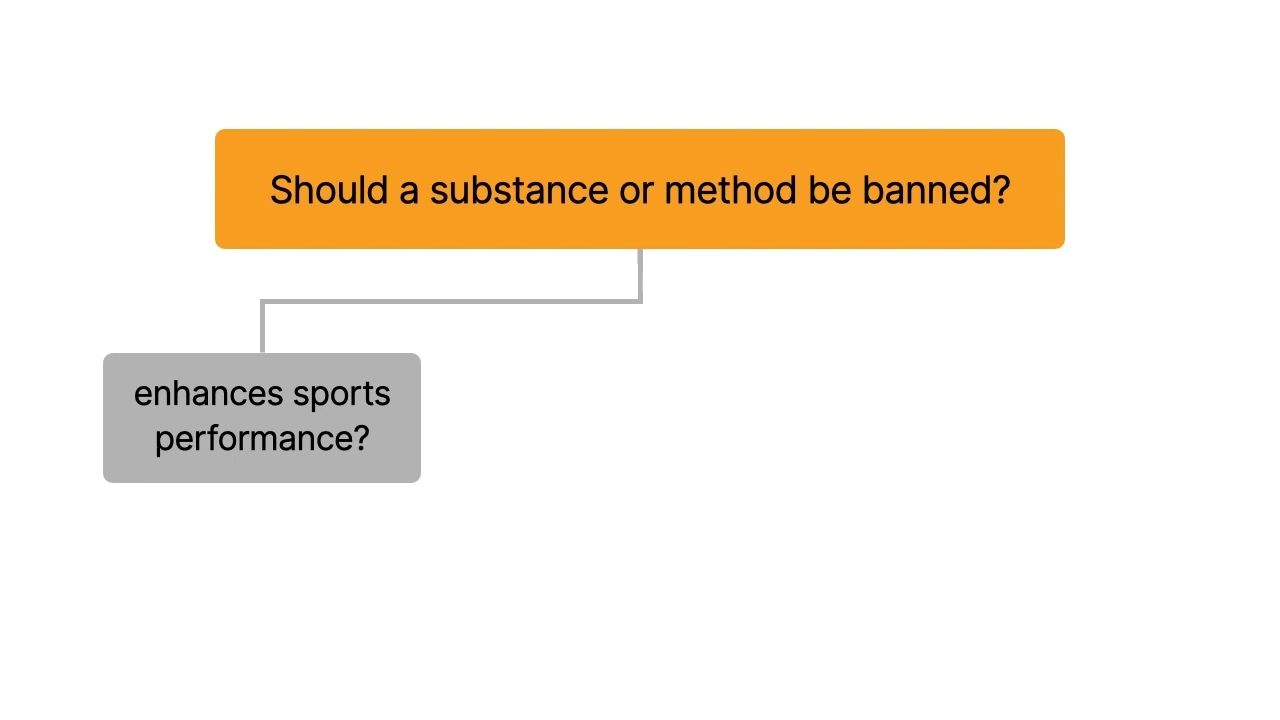 Should a substance or method be banned?
enhances sports
performance?